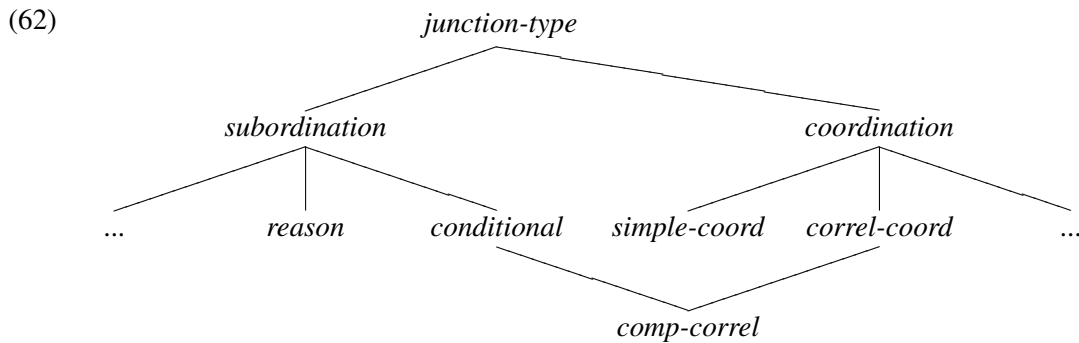 (62) junction-type
subordination coordination
... reason conditional simple-coord correl-coord ...
comp-correl